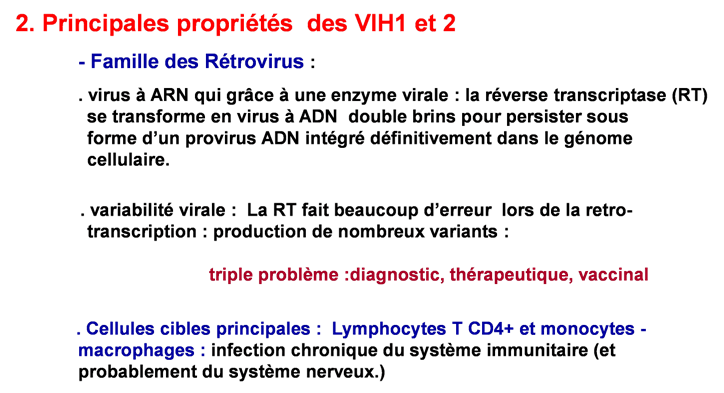 2. Principales propriétés  des VIH1 et 2
- Famille des Rétrovirus :
. virus à ARN qui grâce à une enzyme virale : la réverse transcriptase (RT)
se transforme en virus à ADN  double brins pour persister sous
forme d’un provirus ADN intégré définitivement dans le génome
cellulaire.
. variabilité virale :  La RT fait beaucoup d’erreur  lors de la retro-
transcription : production de nombreux variants :
triple problème :diagnostic, thérapeutique, vaccinal
. Cellules cibles principales :  Lymphocytes T CD4+ et monocytes -
macrophages : infection chronique du système immunitaire (et
probablement du système nerveux.)